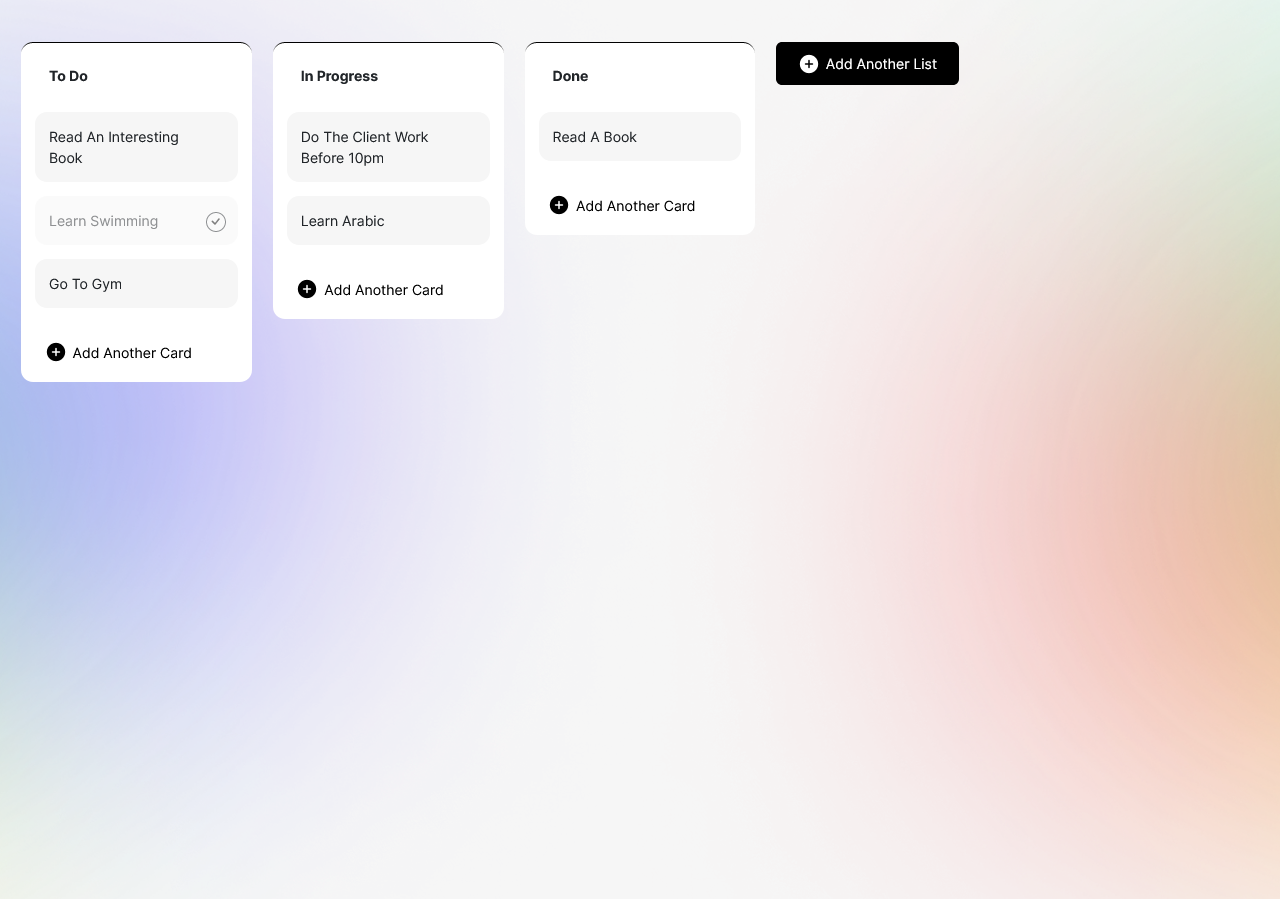 To Do
Read An Interesting
Book
Learn Swimming
Go To Gym
Add Another Card
In Progress
Do The Client Work
Before 10pm
Learn Arabic
Add Another Card
Done
Read A Book
Add Another Card
Add Another List